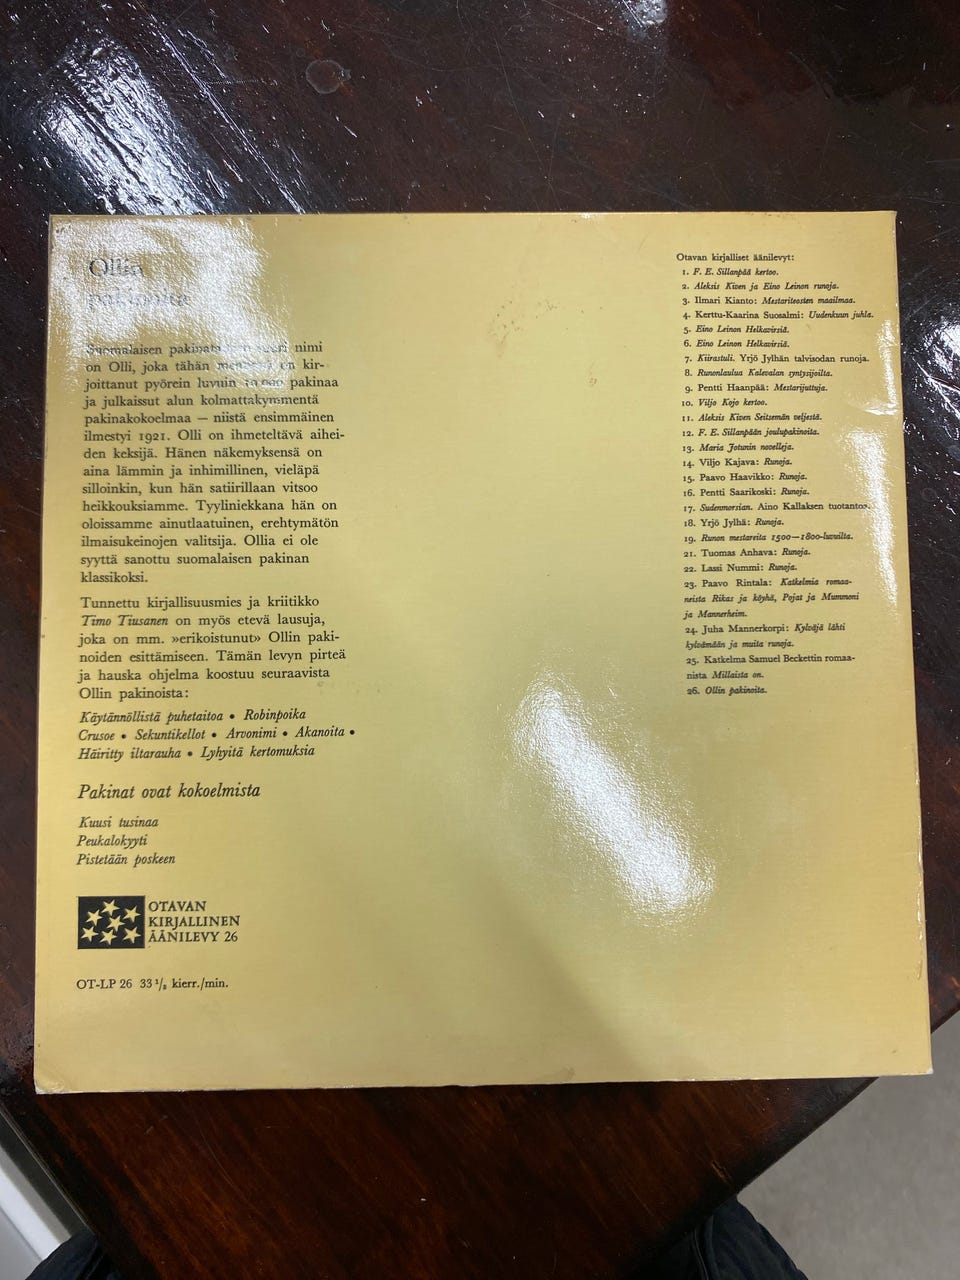 Ollin
pakinoita
Suomalaisen pakinata nimi
on Olli, joka tähän mennessä on kir-
joittanut pyörein luvuin 10 000 pakinaa
ja julkaissut alun kolmattakymmentä
pakinakokoelmaa — niistä ensimmäinen
ilmestyi 1921. Olli on ihmeteltävä aihei-
den keksijä. Hänen näkemyksensä on
aina lämmin ja inhimillinen, vieläpä
silloinkin, kun hän satiirillaan vitsoo
heikkouksiamme. Tyyliniekkana hän on
oloissamme ainutlaatuinen, erehtymätön
ilmaisukeinojen valitsija. Ollia ei ole
syyttä sanottu suomalaisen pakinan
klassikoksi.
Tunnettu kirjallisuusmies ja kriitikko
Timo Tiusanen on myös etevä lausuja,
joka on mm. »erikoistunut» Ollin paki-
noiden esittämiseen. Tämän levyn pirteä
ja hauska ohjelma koostuu seuraavista
Ollin pakinoista:
Käytännöllistä puhetaitoa • Robinpoika
Crusoe • Sekuntikellot • Arvonimi • Akanoita •
Häiritty iltarauha • Lyhyitä kertomuksia
Pakinat ovat kokoelmista
Kuusi tusinaa
Peukalokyyti
Pistetään poskeen
OTAVAN
KIRJALLINEN
ÄÄNILEVY 26
OT-LP 26 33 1/3 kierr./min.
Otavan kirjalliset äänilevyt:
1. F. E. Sillanpää kertoo.
2. Aleksis Kiven ja Eino Leinon runoja.
3. Ilmari Kianto: Mestariteosten maailmaa.
4. Kerttu-Kaarina Suosalmi: Uudenkuun juhla.
5. Eino Leinon Helkavirsiä.
6. Eino Leinon Helkavirsiä.
7. Kiirastuli. Yrjö Jylhän talvisodan runoja.
8. Runonlaulua Kalevalan syntysijoilta.
9. Pentti Haanpää: Mestarijuttuja.
10. Viljo Kojo kertoo.
11. Aleksis Kiven Seitsemän veljestä.
12. F. E. Sillanpään joulupakinoita.
13. Maria Jotunin novelleja.
14. Viljo Kajava: Runoja.
15. Paavo Haavikko: Runoja.
16. Pentti Saarikoski: Runoja.
17. Sudenmorsian. Aino Kallaksen tuotantoa.
18. Yrjö Jylhä: Runoja.
19. Runon mestareita 1500—1800-luvuilta.
21. Tuomas Anhava: Runoja.
22. Lassi Nummi: Runoja.
23. Paavo Rintala: Katkelmia romaa-
neista Rikas ja köyhä, Pojat ja Mummoni
ja Mannerheim.
24. Juha Mannerkorpi: Kylväjä lähti
kylvämään ja muita runoja.
25. Katkelma Samuel Beckettin romaa-
nista Millaista on.
26. Ollin pakinoita.